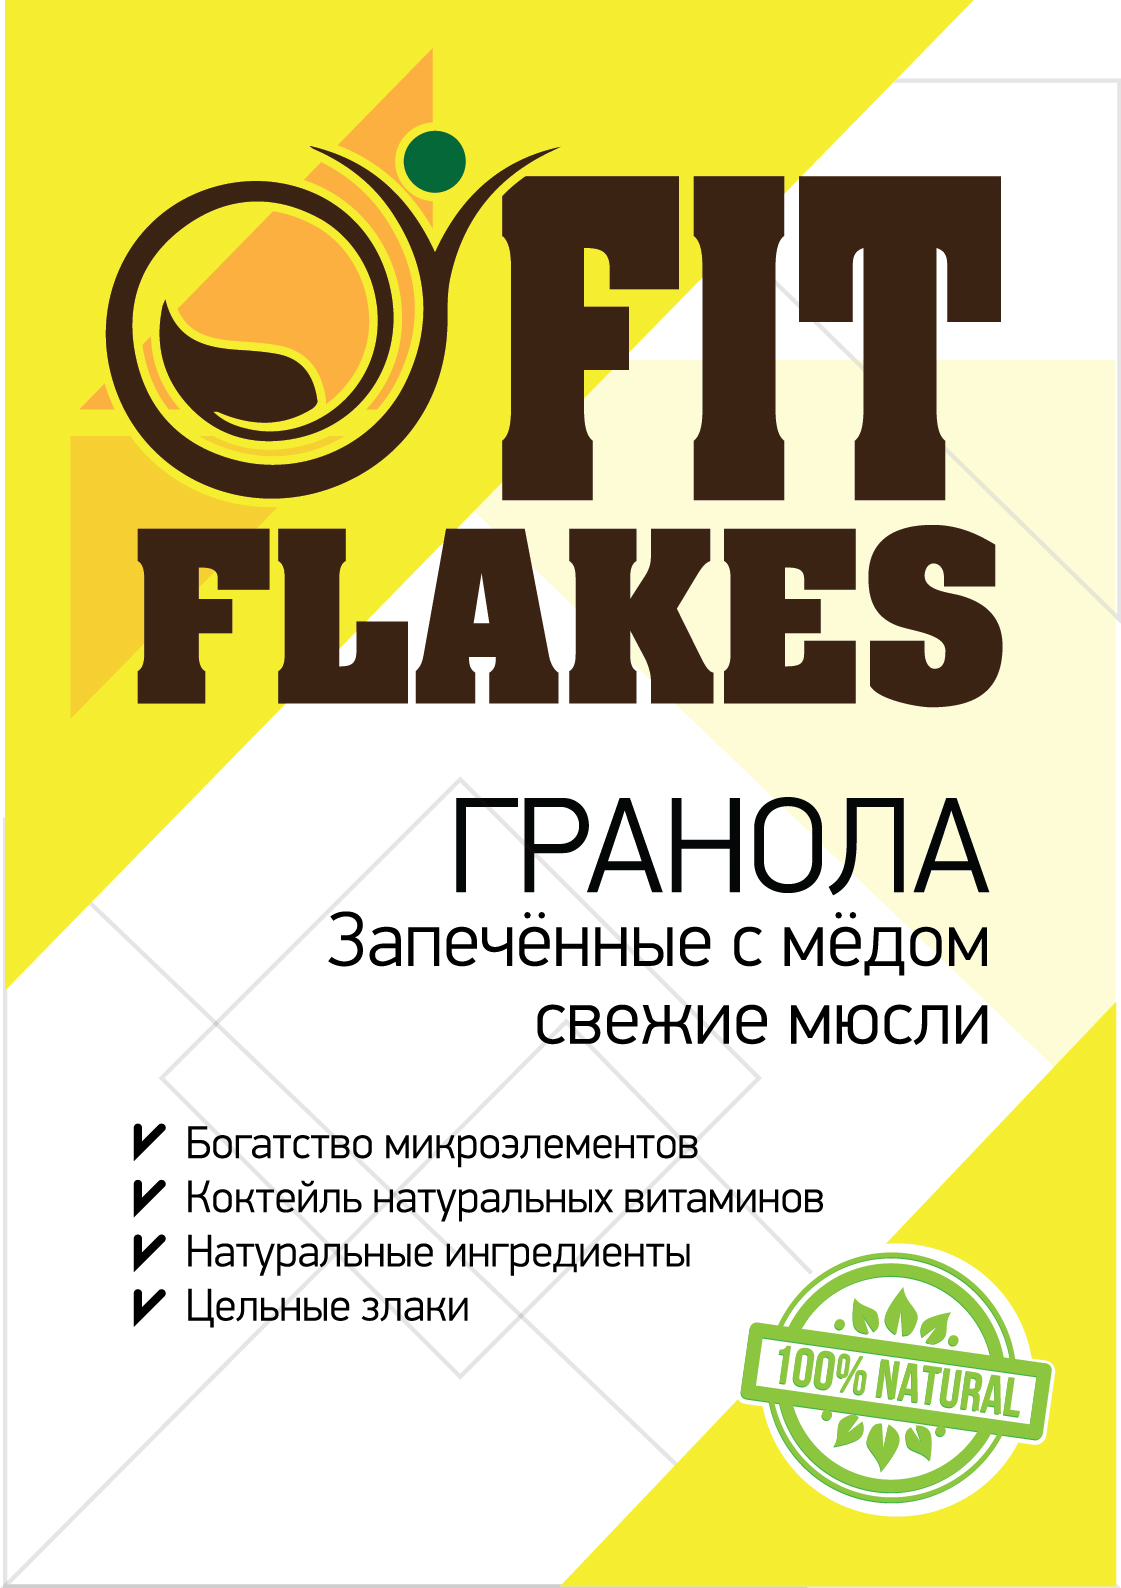 FIT
FLAKES
ГРАНОЛА
Запечённые с мёдом
свежие мюсли
Богатство микроэлементов
Коктейль натуральных витаминов
Натуральные ингредиенты
Цельные злаки
100% NATURAL